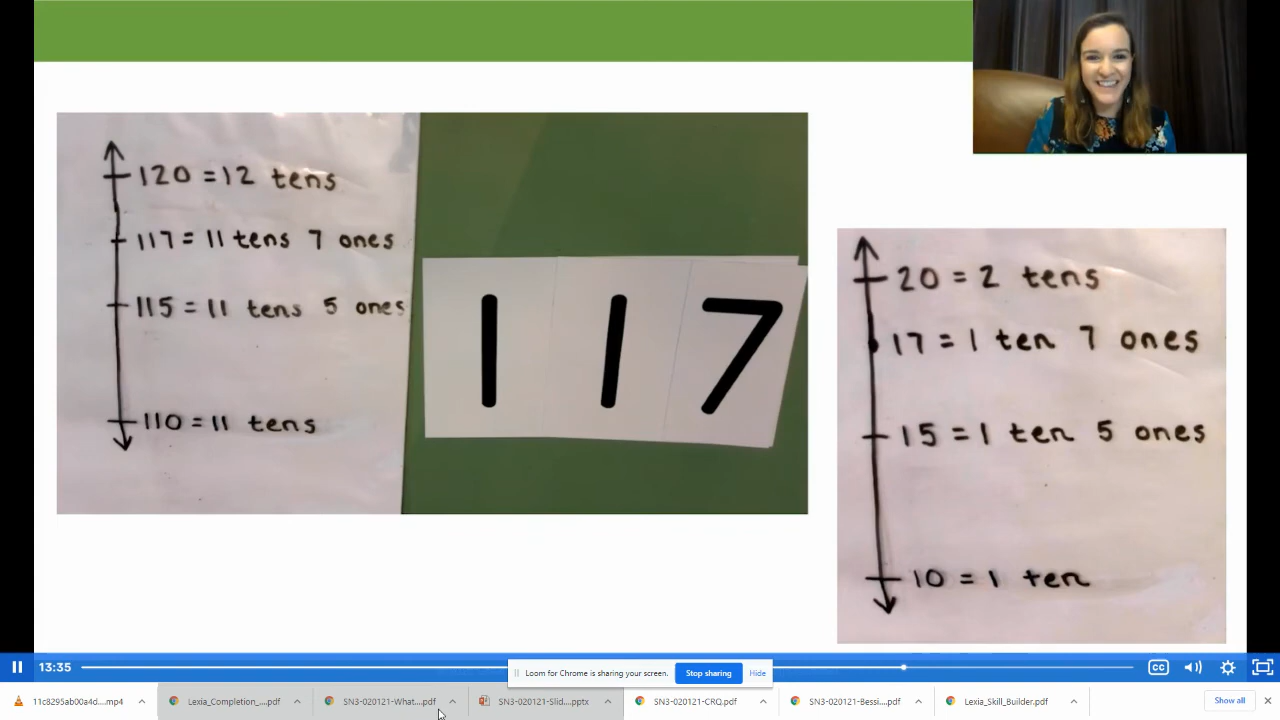 120 = 12 tens
117 = 11 tens 7 ones
115 = 11 tens 5 ones
110 = 11 tens
117
20 = 2 tens
17 = 1 ten 7 ones
15 = 1 ten 5 ones
10 = 1 ten
13:35
Loom for Chrome is sharing your screen. Stop sharing Hide
CC
11c8295ab00a4d....mp4 Lexia_Completion_....pdf SN3-020121-What....pdf SN3-020121-Slid....pptx SN3-020121-CRQ.pdf SN3-020121-Bessi....pdf Lexia_Skill_Builder.pdf Show all